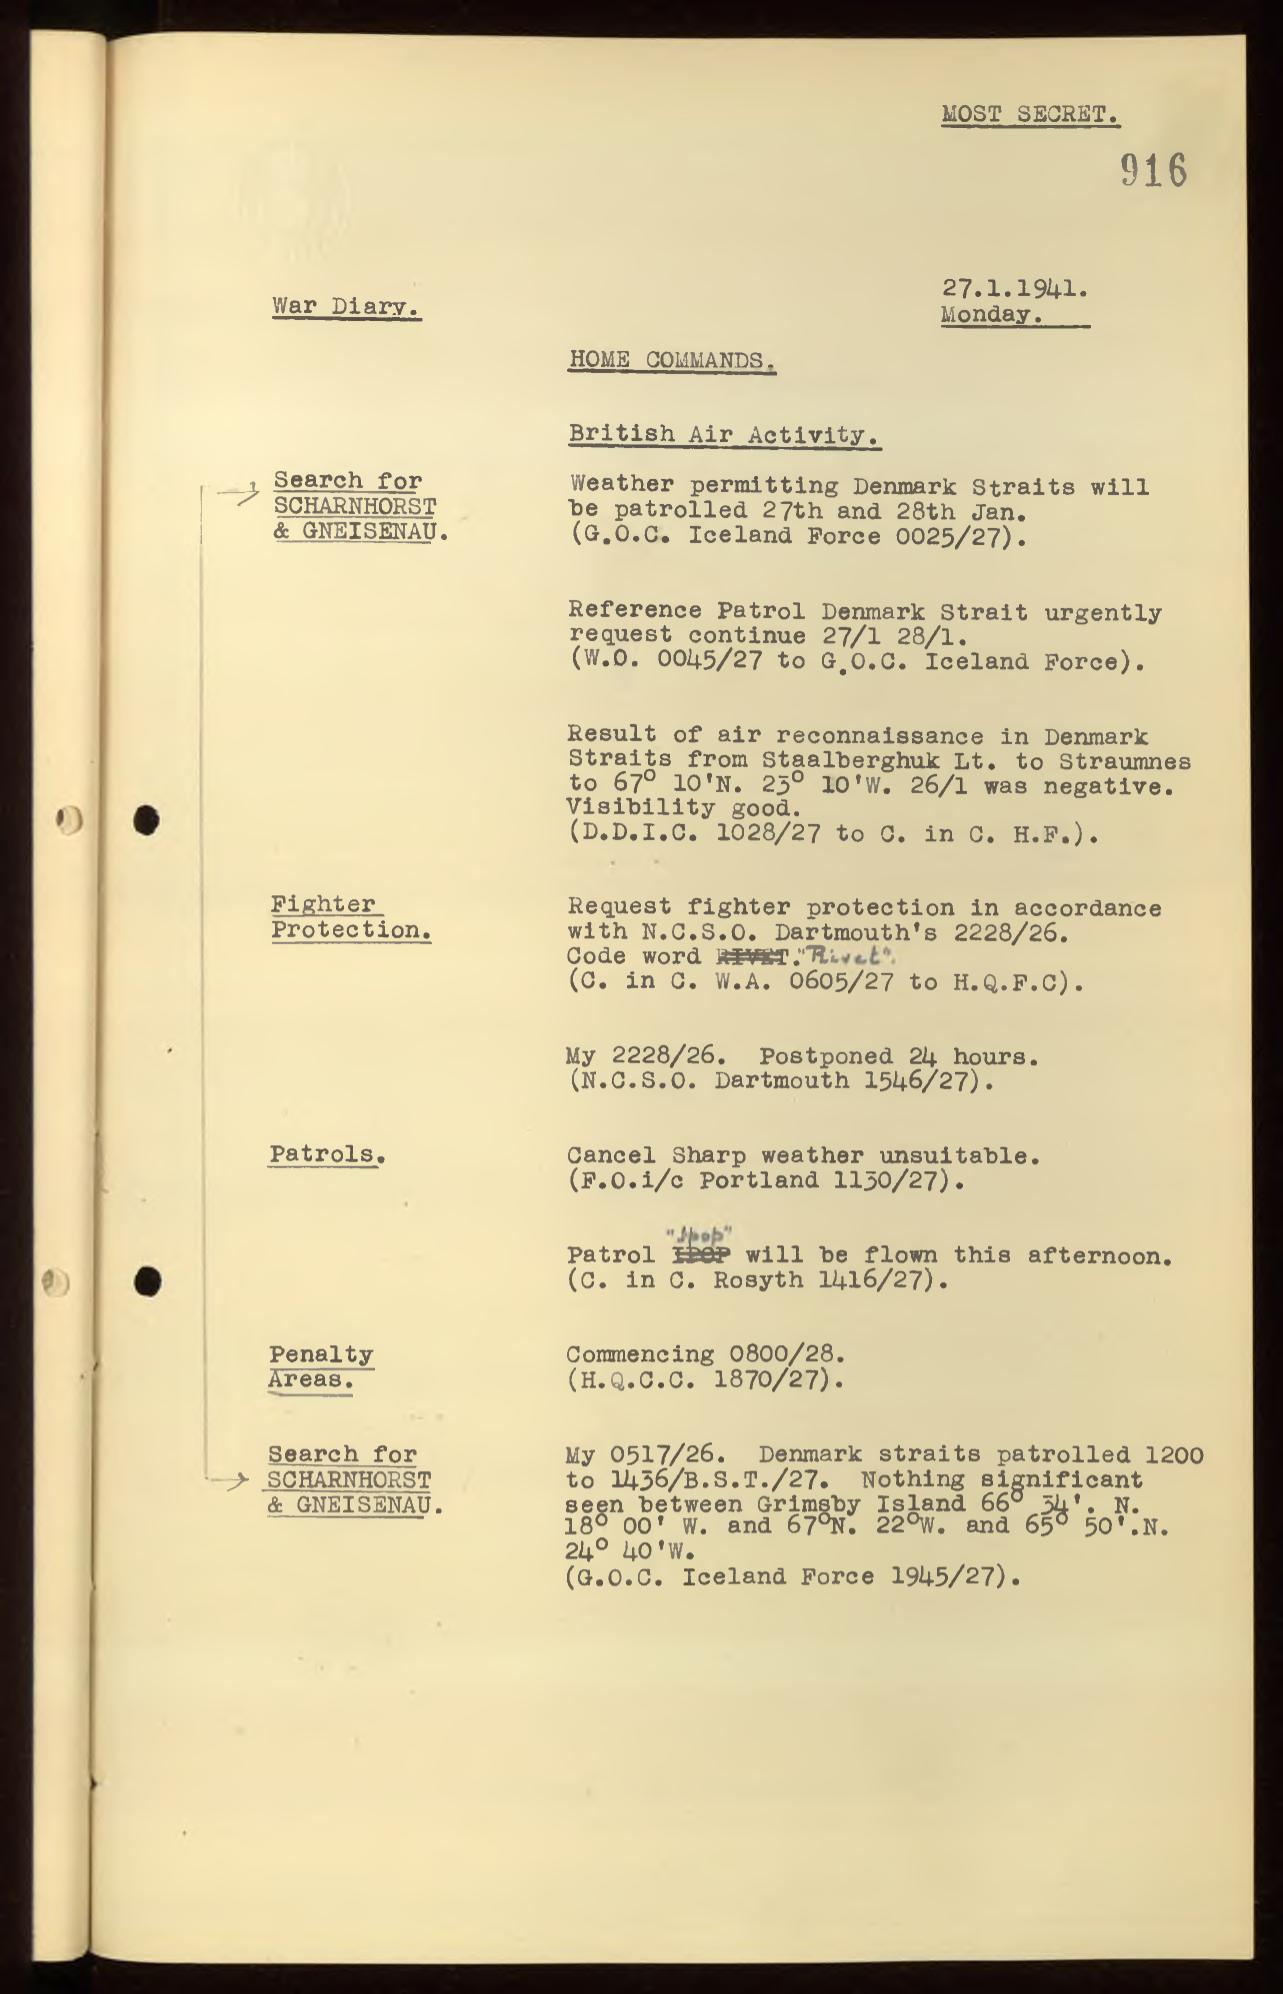 MOST SECRET.
916
27.1.1941.
War Diary.
Monday.
HOME COMMANDS.
British Air Activity.
Search for
SCHARNHORST
& GNEISENAU.
Weather permitting Denmark Straits will
be patrolled 27th and 28th Jan.
(G.O.C. Iceland Force 0025/27).
Reference Patrol Denmark Strait urgently
request continue 27/1 28/1.
(W.O. 0045/27 to G.O.C. Iceland Force).
Result of air reconnaissance in Denmark
Straits from Staalberghuk Lt. to Straumnes
to 67° 10'N. 23° 10'W. 26/1 was negative.
Visibility good.
(D.D.I.C. 1028/27 to C. in C. H.F.).
Fighter
Protection.
Request fighter protection in accordance
with N.C.S.O. Dartmouth's 2228/26.
Code word RIVET. "Rivet".
(C. in C. W.A. 0605/27 to H.Q.F.C).
My 2228/26. Postponed 24 hours.
(N.C.S.O. Dartmouth 1546/27).
Patrols.
Cancel Sharp weather unsuitable.
(F.O.i/c Portland 1130/27).
Patrol will be flown this afternoon.
(C. in C. Rosyth 1416/27).
Penalty
Areas.
Commencing 0800/28.
(H.Q.C.C. 1870/27).
Search for
SCHARNHORST
& GNEISENAU.
My 0517/26. Denmark straits patrolled 1200
to 1436/B.S.T./27. Nothing significant
seen between Grimsby Island 66° 34'. N.
18° 00' W. and 67°N. 22°W. and 65° 50'.N.
24° 40'W.
(G.O.C. Iceland Force 1945/27).